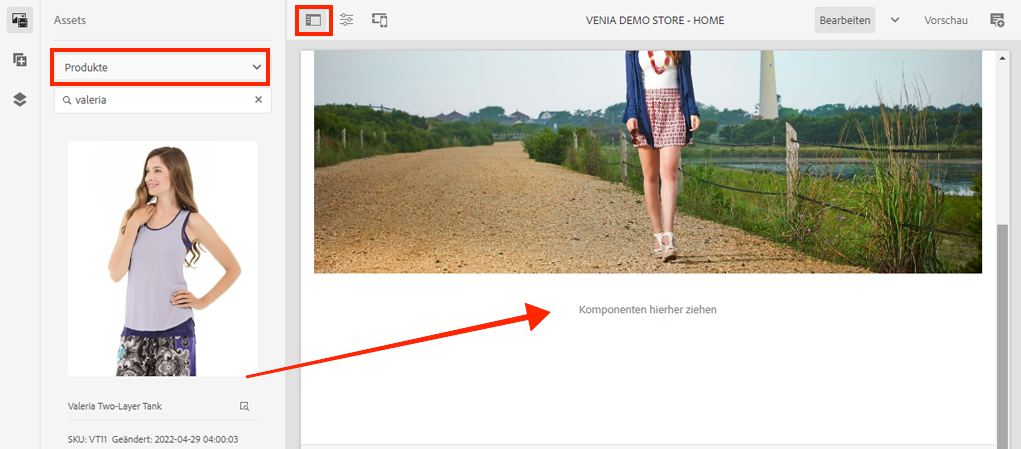 Assets
VENIA DEMO STORE - HOME
Bearbeiten
Vorschau
Produkte
valeria
Valeria Two-Layer Tank
SKU: VT11 Geändert: 2022-04-29 04:00:03
Komponenten hierher ziehen